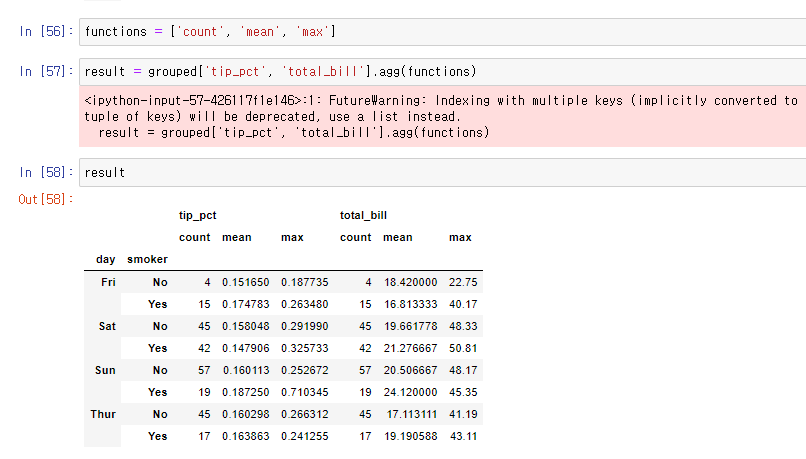 In [56]: functions = ['count', 'mean', 'max']
In [57]: result = grouped['tip_pct', 'total_bill'].agg(functions)
<ipython-input-57-426117f1e146>:1: FutureWarning: Indexing with multiple keys (implicitly converted to
tuple of keys) will be deprecated, use a list instead.
result = grouped['tip_pct', 'total_bill'].agg(functions)
In [58]: result
Out[58]:
tip_pct total_bill
count mean max count mean max
day smoker
Fri No 4 0.151650 0.187735 4 18.420000 22.75
Yes 15 0.174783 0.263480 15 16.813333 40.17
Sat No 45 0.158048 0.291990 45 19.661778 48.33
Yes 42 0.147906 0.325733 42 21.276667 50.81
Sun No 57 0.160113 0.252672 57 20.506667 48.17
Yes 19 0.187250 0.710345 19 24.120000 45.35
Thur No 45 0.160298 0.266312 45 17.113111 41.19
Yes 17 0.163863 0.241255 17 19.190588 43.11